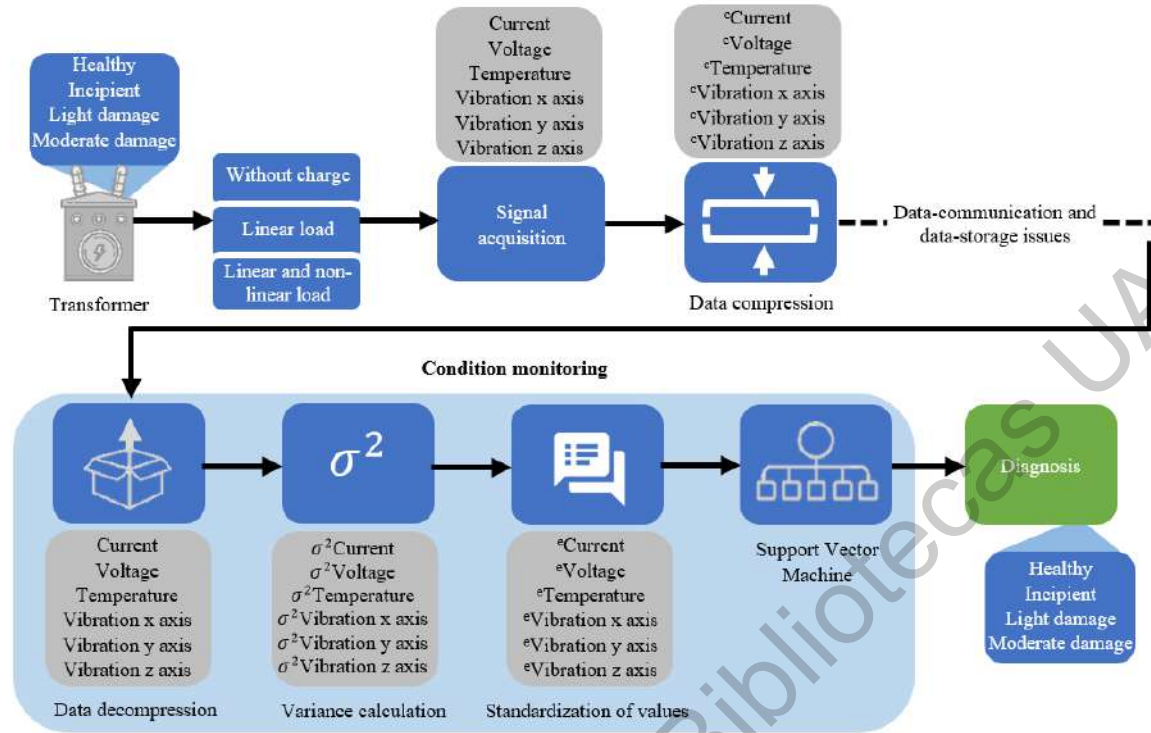 Healthy
Incipient
Light damage
Moderate damage
Transformer
Without charge
Linear load
Linear and non-
linear load
Current
Voltage
Temperature
Vibration x axis
Vibration y axis
Vibration z axis
Signal
acquisition
ᶜCurrent
ᶜVoltage
ᶜTemperature
ᶜVibration x axis
ᶜVibration y axis
ᶜVibration z axis
Data compression
Data-communication and
data-storage issues
Condition monitoring
Current
Voltage
Temperature
Vibration x axis
Vibration y axis
Vibration z axis
Data decompression
σ²
σ²Current
σ²Voltage
σ²Temperature
σ²Vibration x axis
σ²Vibration y axis
σ²Vibration z axis
Variance calculation
ᵉCurrent
ᵉVoltage
ᵉTemperature
ᵉVibration x axis
ᵉVibration y axis
ᵉVibration z axis
Standardization of values
Support Vector
Machine
Diagnosis
Healthy
Incipient
Light damage
Moderate damage
Bibliotecas UA